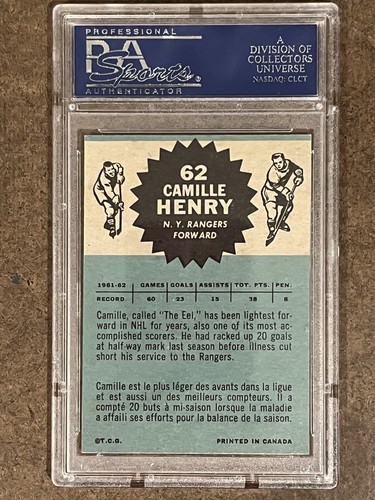 PROFESSIONAL
PSA
Sports
AUTHENTICATOR
A
DIVISION OF
COLLECTORS
UNIVERSE
NASDAQ: CLCT
62
CAMILLE
HENRY
N. Y. RANGERS
FORWARD
1961-62 GAMES GOALS ASSISTS TOT. PTS. PEN.
RECORD 60 23 15 38 8
Camille, called "The Eel," has been lightest for-
ward in NHL for years, also one of its most ac-
complished scorers. He had racked up 20 goals
at half-way mark last season before illness cut
short his service to the Rangers.
Camille est le plus léger des avants dans la ligue
et est aussi un des meilleurs compteurs. Il a
compté 20 buts à mi-saison lorsque la maladie
a affaili ses efforts pour la balance de la saison.
©T.C.G. PRINTED IN CANADA